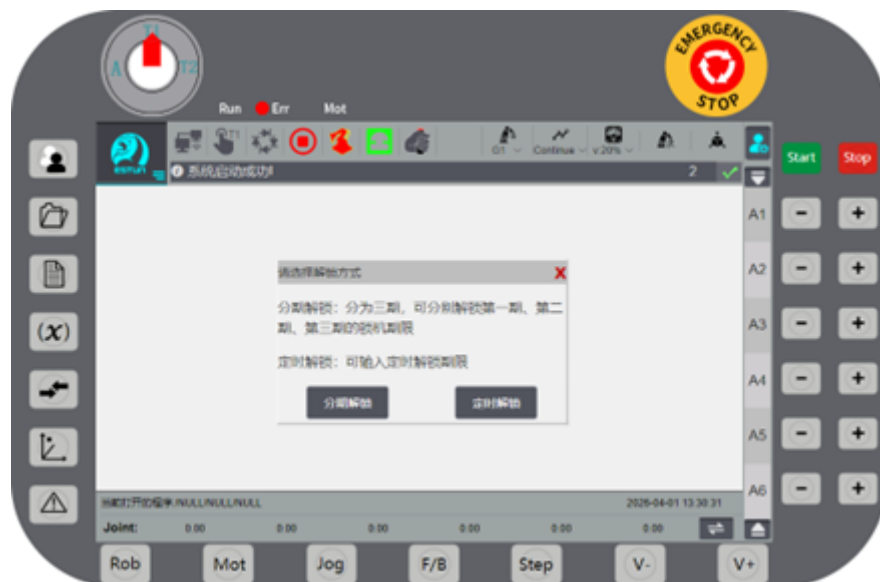 T1
A
T2
EMERGENCY
STOP
Run Err Mot
T1
G1 Continue V:20%
ESTUN
系统启动成功!
2
Start Stop
请选择解锁方式
X
分期解锁：分为三期，可分别解锁第一期、第二
期、第三期的锁机期限
定时解锁：可输入定时解锁期限
分期解锁 定时解锁
A1 - +
A2 - +
A3 - +
A4 - +
A5 - +
A6 - +
(x)
当前打开的程序:/NULL/NULL/NULL 2026-04-01 13:30:31
Joint: 0.00 0.00 0.00 0.00 0.00 0.00
Rob Mot Jog F/B Step V- V+